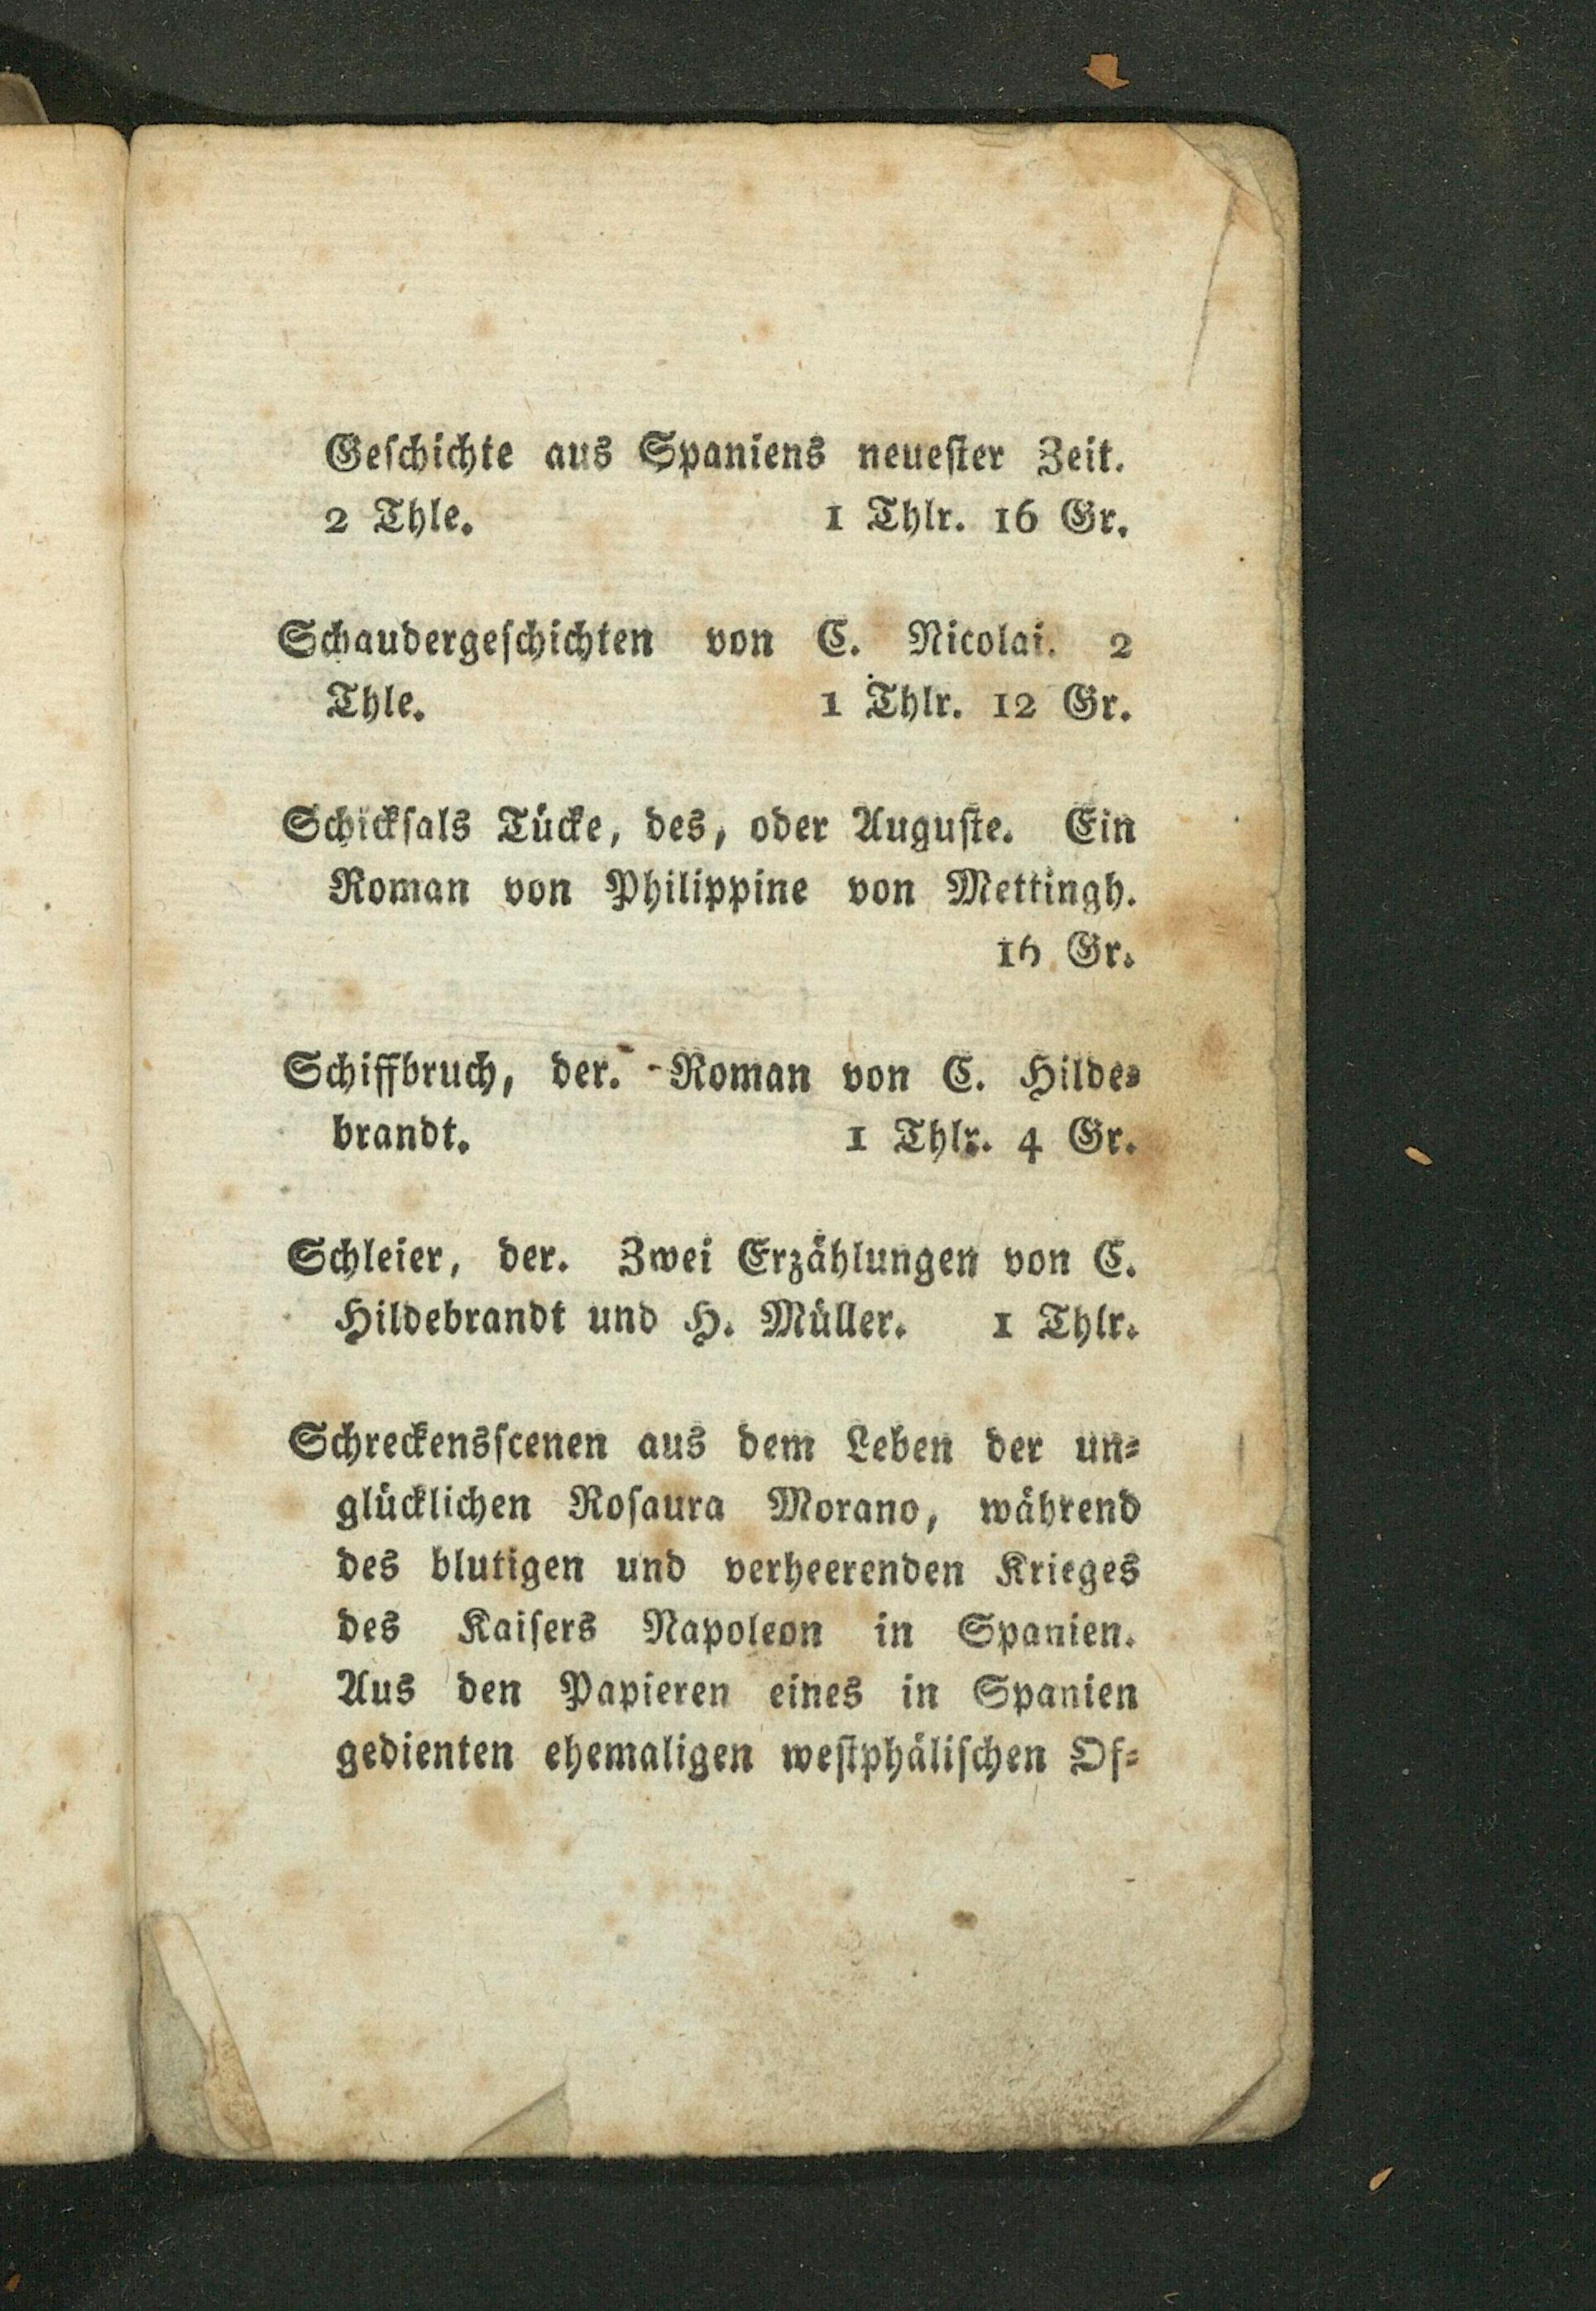 Geſchichte aus Spaniens neueſter Zeit.
2 Thle. 1 Thlr. 16 Gr.
Schaudergeſchichten von C. Nicolai. 2
Thle. 1 Thlr. 12 Gr.
Schickſals Tücke, des, oder Auguſte. Ein
Roman von Philippine von Mettingh.
16 Gr.
Schiffbruch, der. Roman von C. Hilde⸗
brandt. 1 Thlr. 4 Gr.
Schleier, der. Zwei Erzählungen von C.
Hildebrandt und H. Müller. 1 Thlr.
Schreckensſcenen aus dem Leben der un⸗
glücklichen Roſaura Morano, während
des blutigen und verheerenden Krieges
des Kaiſers Napoleon in Spanien.
Aus den Papieren eines in Spanien
gedienten ehemaligen weſtphäliſchen Of⸗